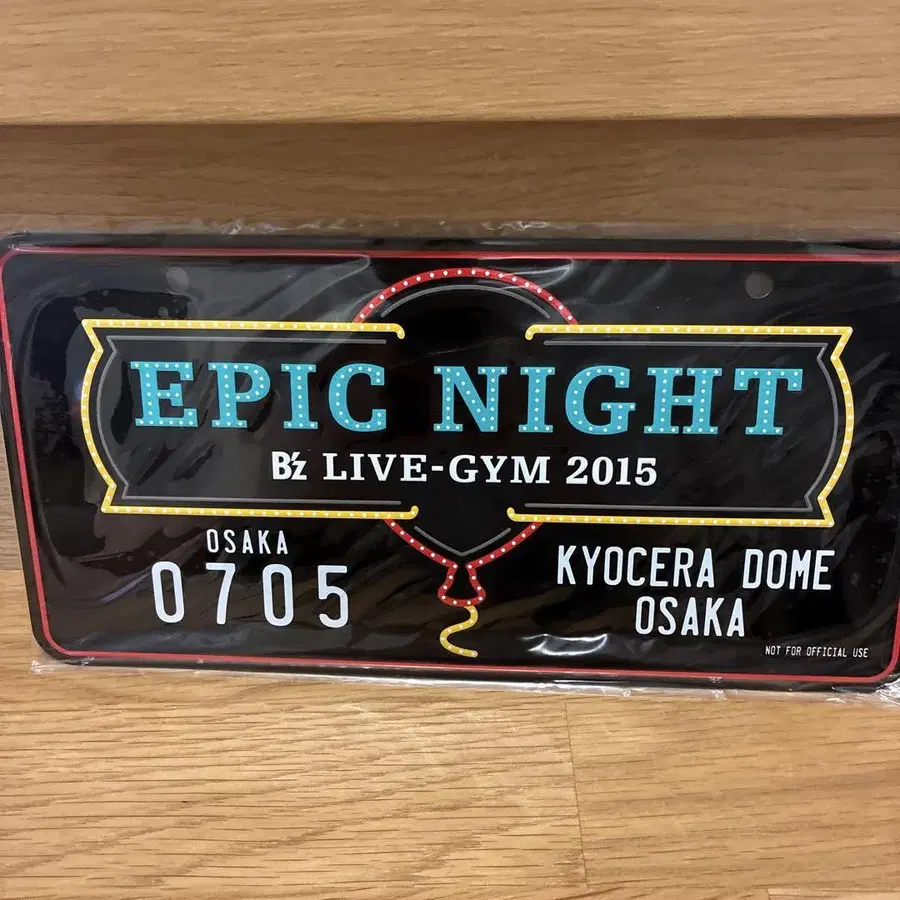 EPIC NIGHT
B'z LIVE-GYM 2015
OSAKA
0705
KYOCERA DOME
OSAKA
NOT FOR OFFICIAL USE